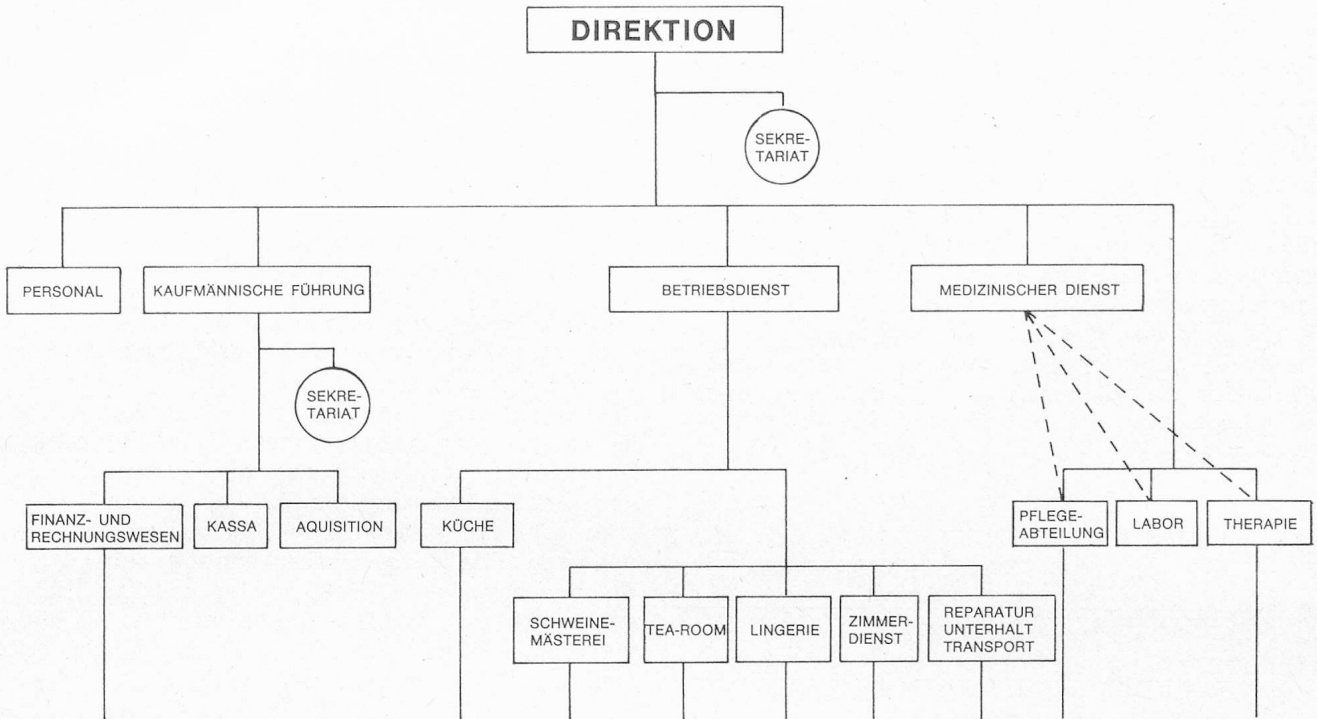 DIREKTION
SEKRE-
TARIAT
PERSONAL
KAUFMÄNNISCHE FÜHRUNG
BETRIEBSDIENST
MEDIZINISCHER DIENST
SEKRE-
TARIAT
FINANZ- UND
RECHNUNGSWESEN
KASSA
AQUISITION
KÜCHE
PFLEGE-
ABTEILUNG
LABOR
THERAPIE
SCHWEINE-
MÄSTEREI
TEA-ROOM
LINGERIE
ZIMMER-
DIENST
REPARATUR
UNTERHALT
TRANSPORT